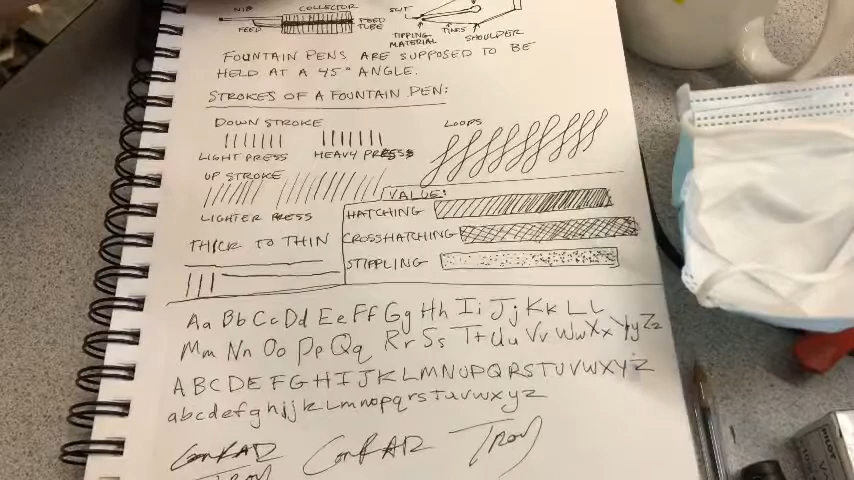 NIB COLLECTOR FEED FEED TUBE
SLIT TIPPING MATERIAL TINES SHOULDER
FOUNTAIN PENS ARE SUPPOSED TO BE
HELD AT A 45° ANGLE.
STROKES OF A FOUNTAIN PEN:
DOWN STROKE
LIGHT PRESS HEAVY PRESS
LOOPS
UP STROKE
LIGHTER PRESS
VALUE:
HATCHING
CROSSHATCHING
STIPPLING
THICK TO THIN
Aa Bb Cc Dd Ee Ff Gg Hh Ii Jj Kk Ll
Mm Nn Oo Pp Qq Rr Ss Tt Uu Vv Ww Xx Yy Zz
ABCDEFGHIJKLMNOPQRSTUVWXYZ
abcdefghijklmnopqrstuvwxyz
CONRAD CONRAD Troy
Troy
PILOT